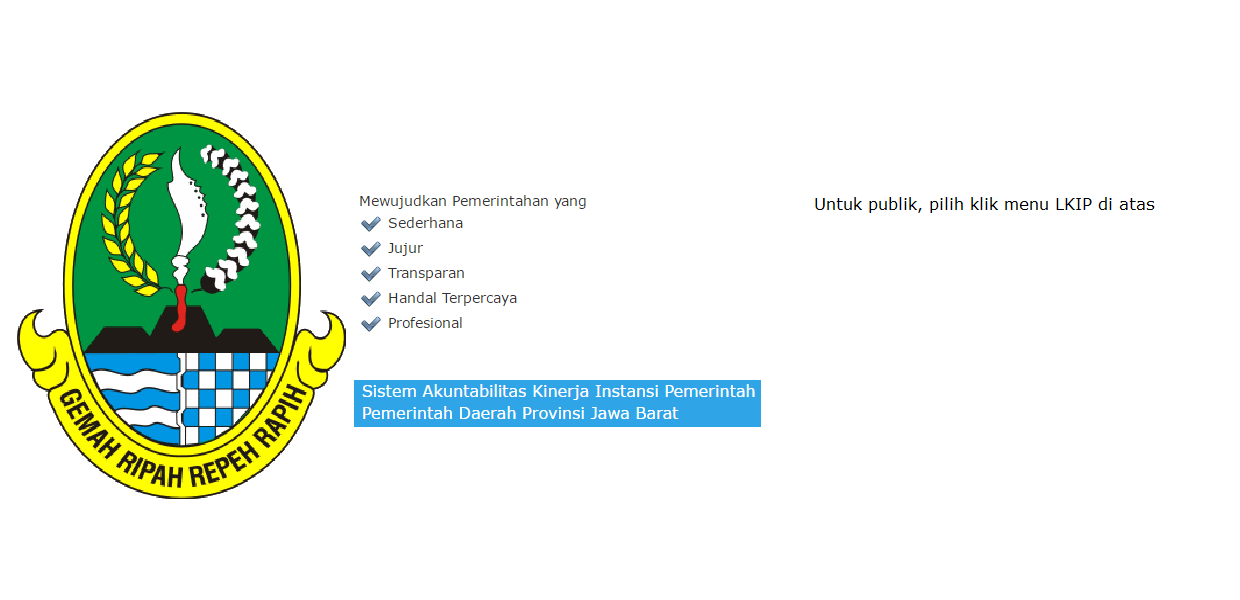 GEMAH RIPAH REPEH RAPIH
Mewujudkan Pemerintahan yang
Sederhana
Jujur
Transparan
Handal Terpercaya
Profesional
Sistem Akuntabilitas Kinerja Instansi Pemerintah
Pemerintah Daerah Provinsi Jawa Barat
Untuk publik, pilih klik menu LKIP di atas